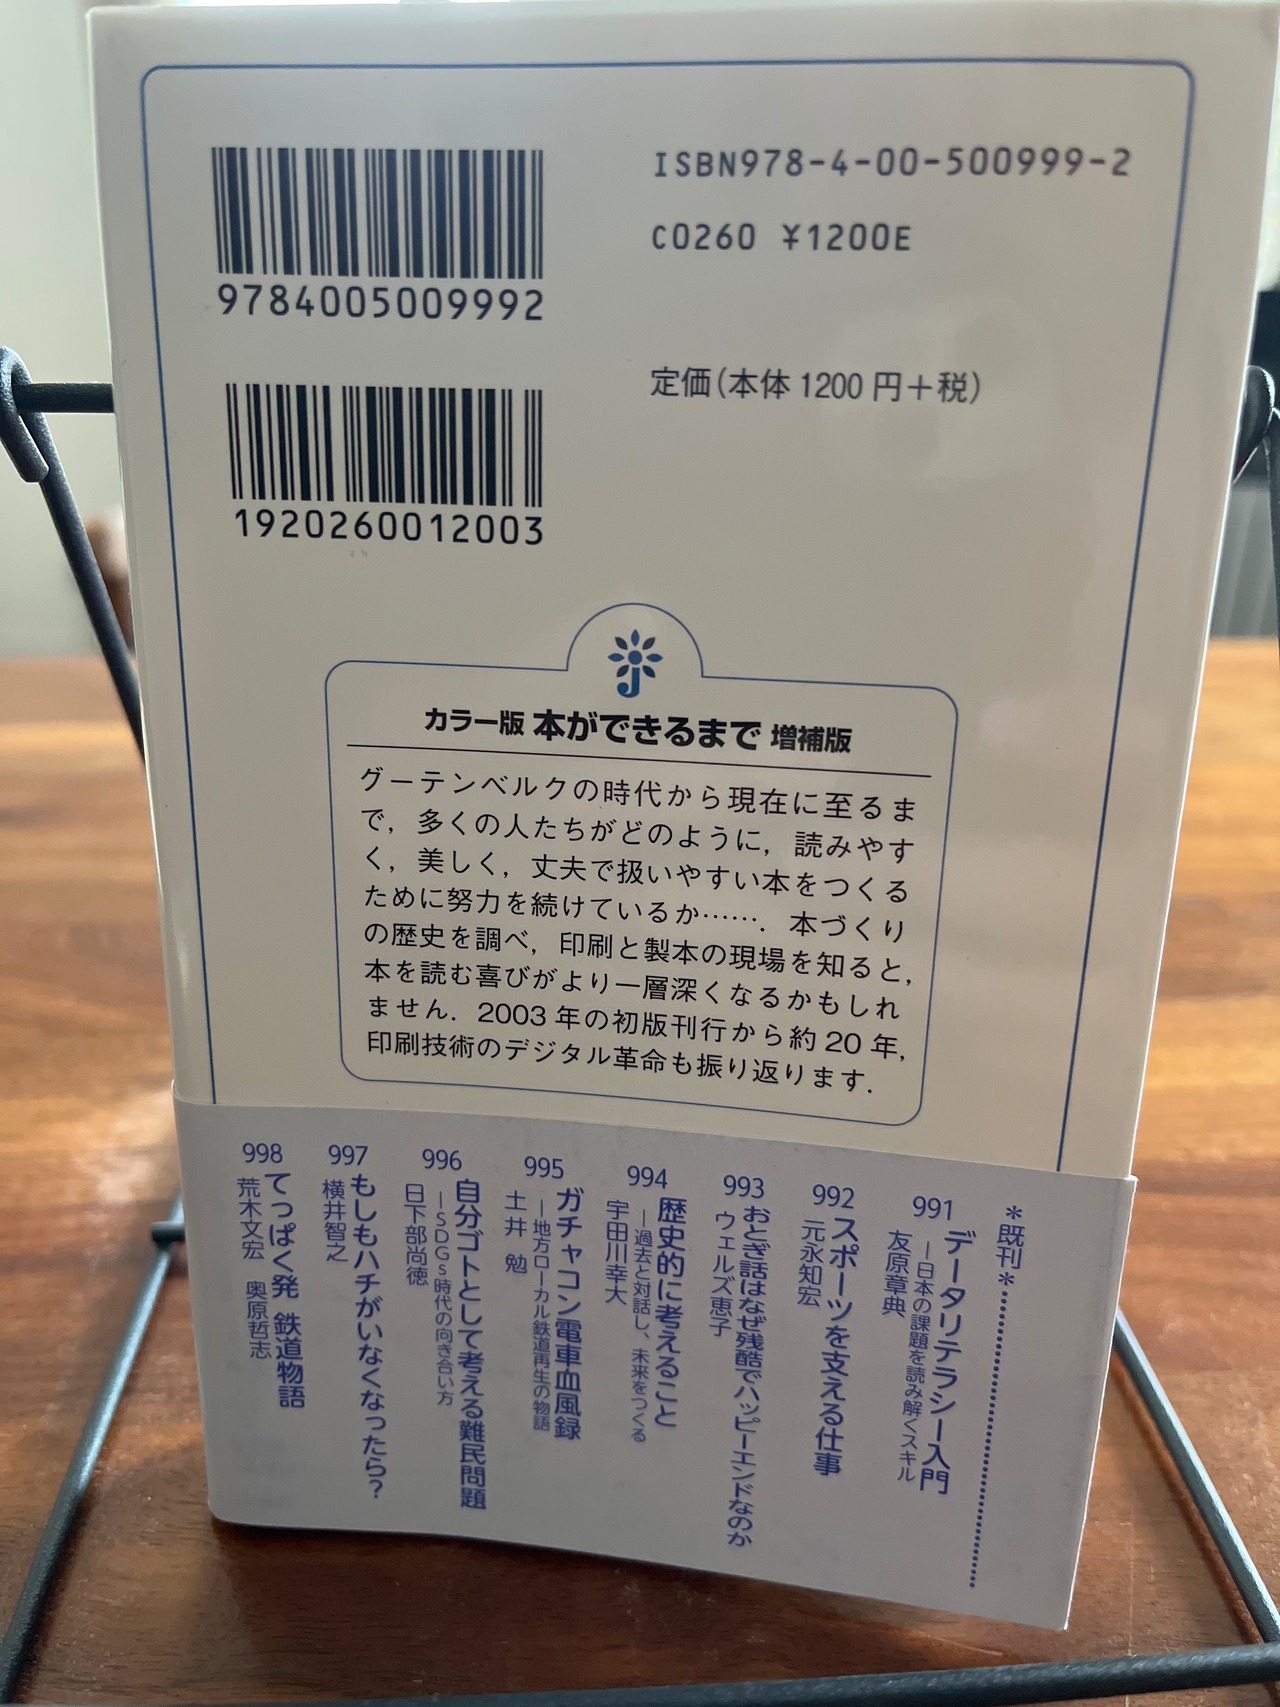 9784005009992
1920260012003
ISBN978-4-00-500999-2
C0260 ¥1200E
定価(本体1200円+税)
カラー版 本ができるまで 増補版
グーテンベルクの時代から現在に至るま
で，多くの人たちがどのように，読みやす
く，美しく，丈夫で扱いやすい本をつくる
ために努力を続けているか……．本づくり
の歴史を調べ，印刷と製本の現場を知ると，
本を読む喜びがより一層深くなるかもしれ
ません．2003年の初版刊行から約20年，
印刷技術のデジタル革命も振り返ります．
＊既刊＊
991
データリテラシー入門
―日本の課題を読み解くスキル
友原章典
992
スポーツを支える仕事
元永知宏
993
おとぎ話はなぜ残酷でハッピーエンドなのか
ウェルズ恵子
994
歴史的に考えること
―過去と対話し、未来をつくる
宇田川幸大
995
ガチャコン電車血風録
―地方ローカル鉄道再生の物語
土井 勉
996
自分ゴトとして考える難民問題
―SDGs時代の向き合い方
日下部尚徳
997
もしもハチがいなくなったら?
横井智之
998
てっぱく発 鉄道物語
荒木文宏 奥原哲志